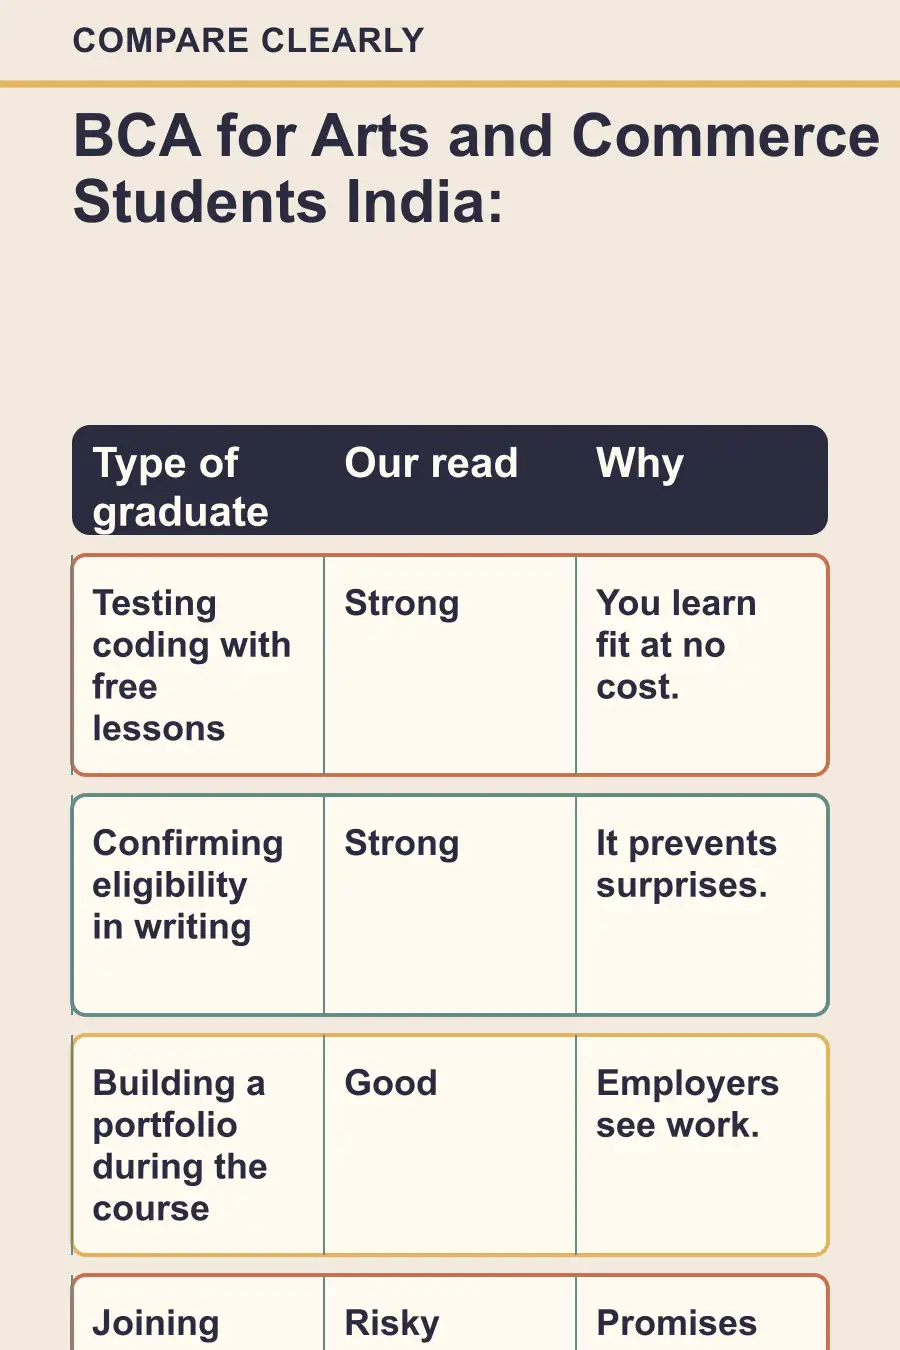 COMPARE CLEARLY
BCA for Arts and Commerce
Students India:
Type of
graduate
Our read
Why
Testing
coding with
free
lessons
Strong
You learn
fit at no
cost.
Confirming
eligibility
in writing
Strong
It prevents
surprises.
Building a
portfolio
during the
course
Good
Employers
see work.
Joining
Risky
Promises